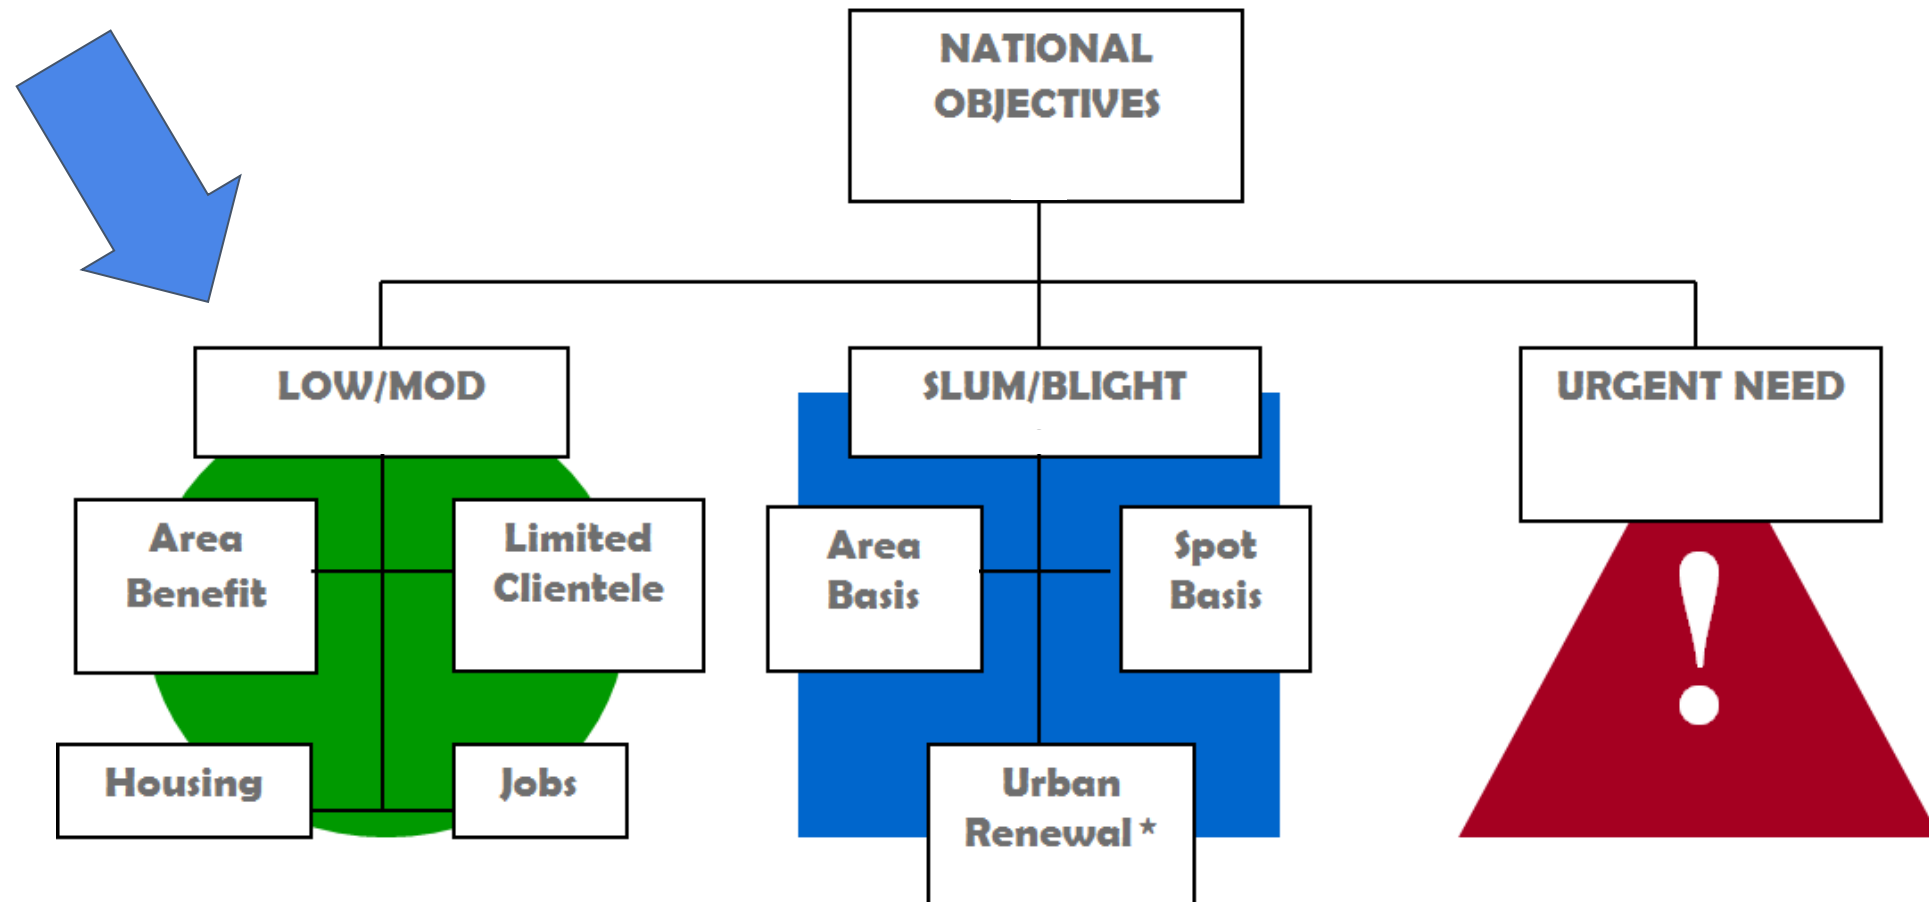 NATIONAL
OBJECTIVES
LOW/MOD
SLUM/BLIGHT
URGENT NEED
Area
Benefit
Limited
Clientele
Area
Basis
Spot
Basis
!
Housing
Jobs
Urban
Renewal *